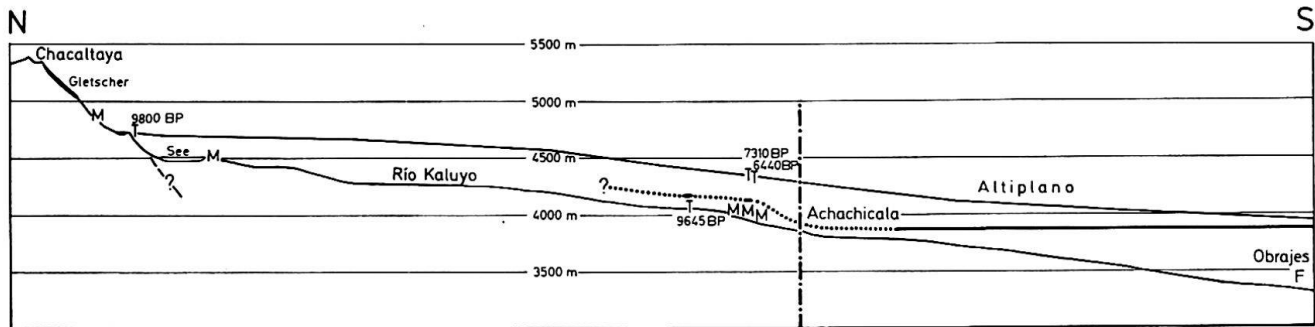 N
S
5500 m
Chacaltaya
Gletscher
5000 m
M
9800 BP
T
See
M
4500 m
7310 BP
6440 BP
TT
?
Río Kaluyo
?
Altiplano
T
MMM
Achachicala
4000 m
9645 BP
Obrajes
F
3500 m